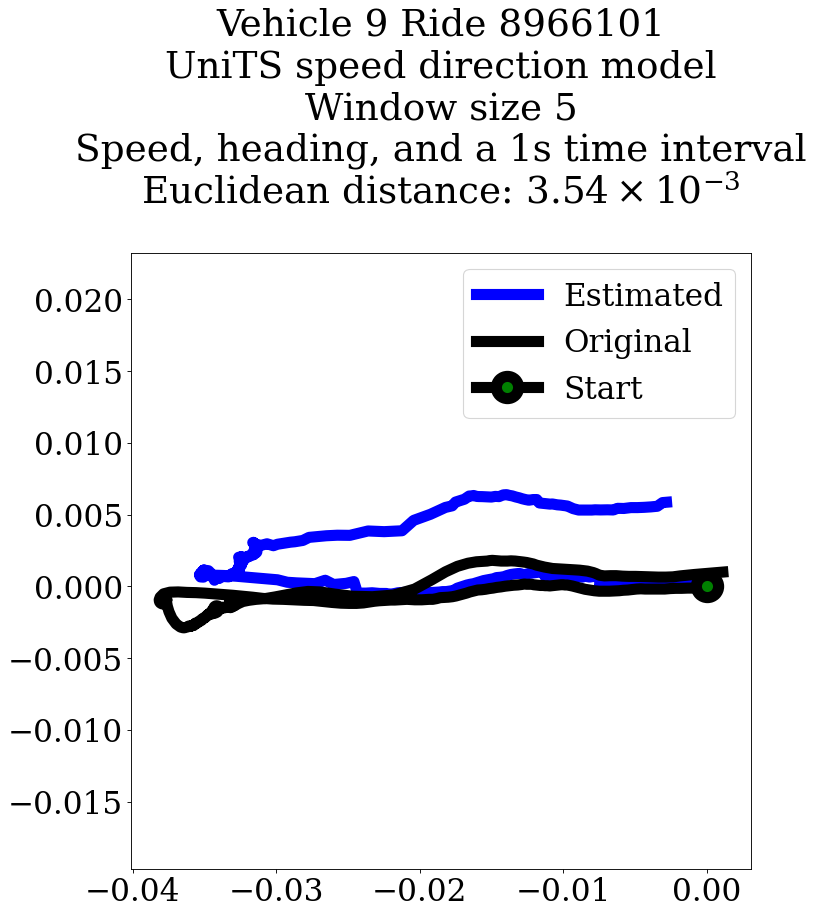 Vehicle 9 Ride 8966101
UniTS speed direction model
Window size 5
Speed, heading, and a 1s time interval
Euclidean distance: 3.54 × 10⁻³
Estimated
Original
Start
0.020
0.015
0.010
0.005
0.000
−0.005
−0.010
−0.015
−0.04 −0.03 −0.02 −0.01 0.00